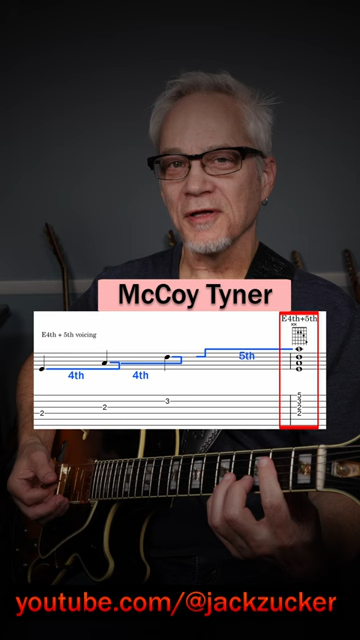 McCoy Tyner
E4th+5th
xx
E4th + 5th voicing
5th
4th
4th
5
3
3
2
2
2
2
youtube.com/@jackzucker